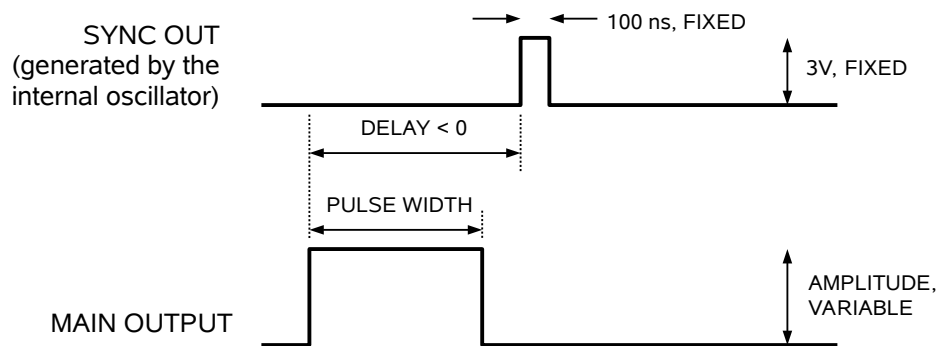 SYNC OUT
(generated by the
internal oscillator)
100 ns, FIXED
3V, FIXED
DELAY < 0
PULSE WIDTH
MAIN OUTPUT
AMPLITUDE,
VARIABLE